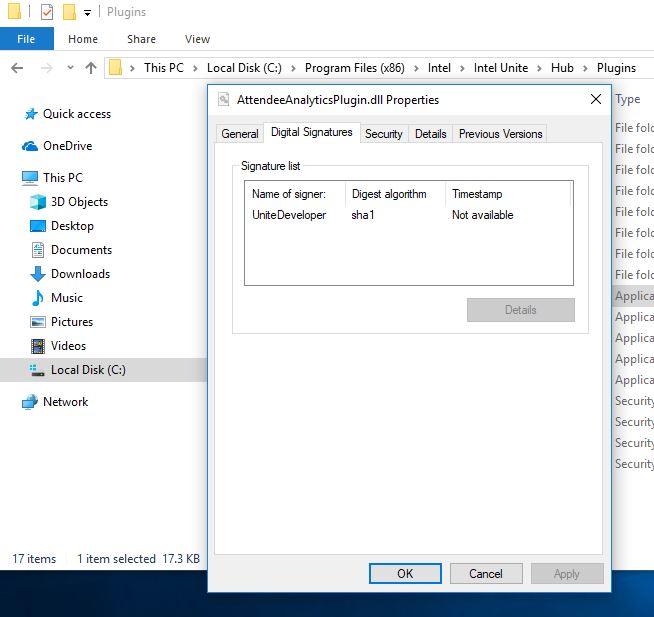 Plugins
File Home Share View
This PC Local Disk (C:) Program Files (x86) Intel Intel Unite Hub Plugins
AttendeeAnalyticsPlugin.dll Properties
Type
General Digital Signatures Security Details Previous Versions
Signature list
Name of signer: Digest algorithm Timestamp
UniteDeveloper sha1 Not available
Details
Quick access
OneDrive
This PC
3D Objects
Desktop
Documents
Downloads
Music
Pictures
Videos
Local Disk (C:)
Network
File fold
File fold
File fold
File fold
File fold
File fold
File fold
File fold
Applica
Applica
Applica
Applica
Applica
Security
Security
Security
Security
17 items 1 item selected 17.3 KB
OK Cancel Apply